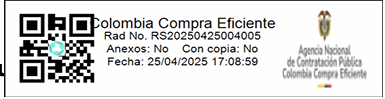 Colombia Compra Eficiente
Rad No. RS20250425004005
Anexos: No Con copia: No
Fecha: 25/04/2025 17:08:59
Agencia Nacional
de Contratación Pública
Colombia Compra Eficiente